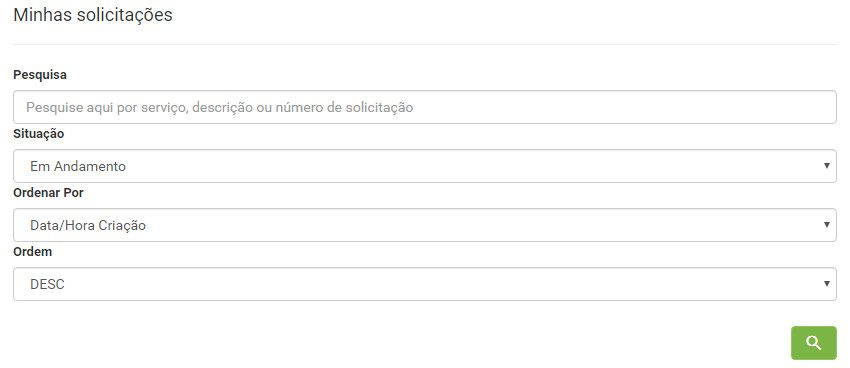 Minhas solicitações
Pesquisa
Pesquise aqui por serviço, descrição ou número de solicitação
Situação
Em Andamento
Ordenar Por
Data/Hora Criação
Ordem
DESC